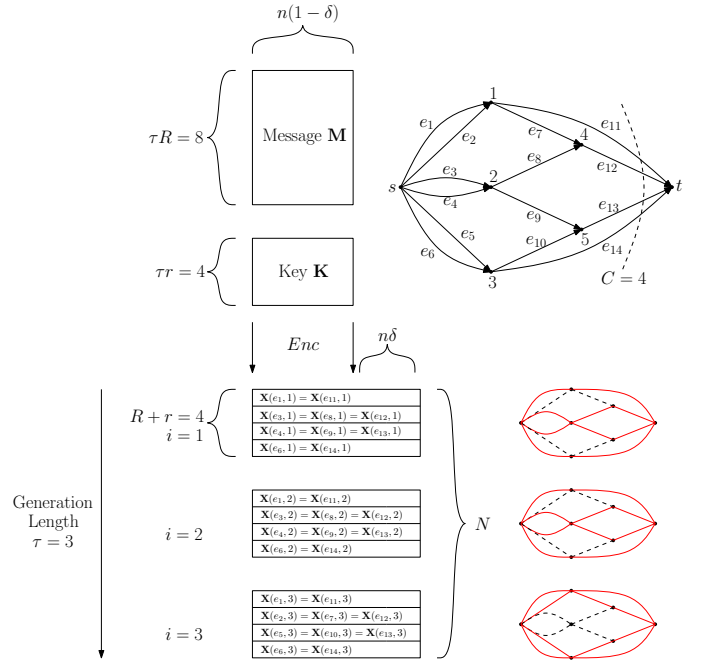 n(1 − δ)
τR = 8
Message M
τr = 4
Key K
Enc
nδ
s
1
2
3
4
5
t
e₁
e₂
e₃
e₄
e₅
e₆
e₇
e₈
e₉
e₁₀
e₁₁
e₁₂
e₁₃
e₁₄
C = 4
Generation
Length
τ = 3
R + r = 4
i = 1
X(e₁, 1) = X(e₁₁, 1)
X(e₃, 1) = X(e₈, 1) = X(e₁₂, 1)
X(e₄, 1) = X(e₉, 1) = X(e₁₃, 1)
X(e₆, 1) = X(e₁₄, 1)
i = 2
X(e₁, 2) = X(e₁₁, 2)
X(e₃, 2) = X(e₈, 2) = X(e₁₂, 2)
X(e₄, 2) = X(e₉, 2) = X(e₁₃, 2)
X(e₆, 2) = X(e₁₄, 2)
i = 3
X(e₁, 3) = X(e₁₁, 3)
X(e₂, 3) = X(e₇, 3) = X(e₁₂, 3)
X(e₅, 3) = X(e₁₀, 3) = X(e₁₃, 3)
X(e₆, 3) = X(e₁₄, 3)
N